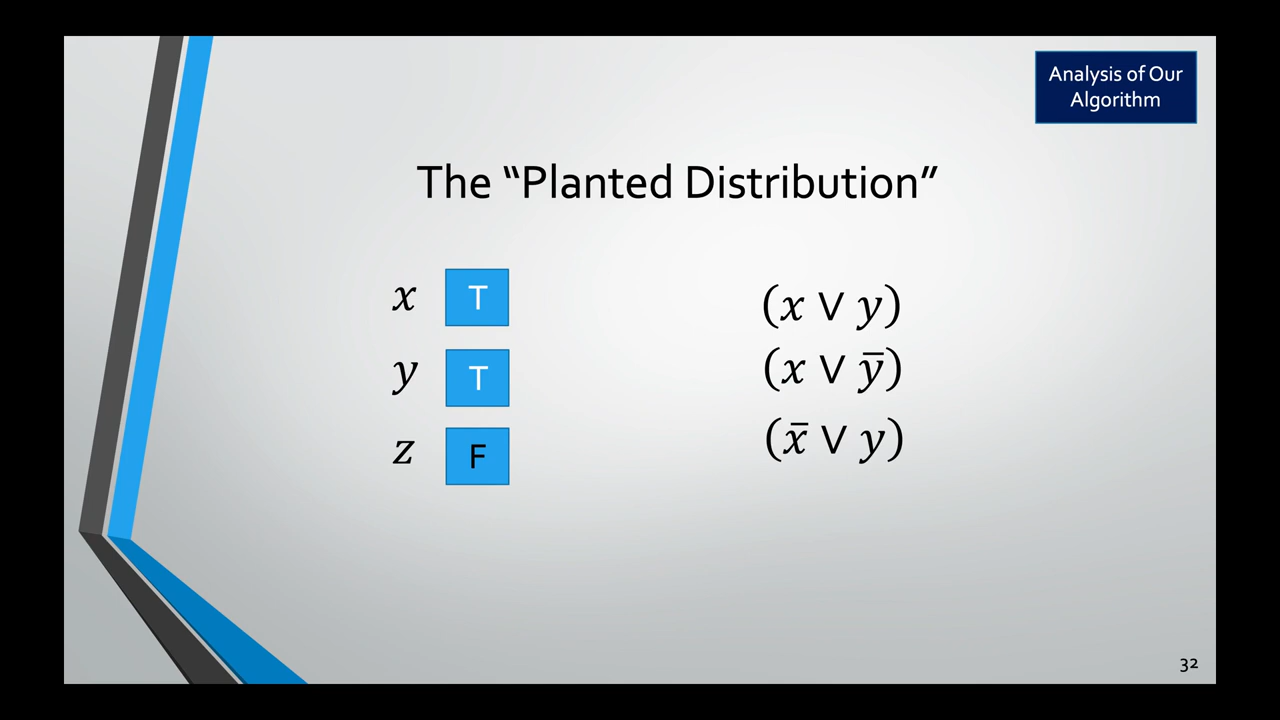 Analysis of Our
Algorithm
The “Planted Distribution”
x T
y T
z F
(x ∨ y)
(x ∨ ȳ)
(x̄ ∨ y)
32